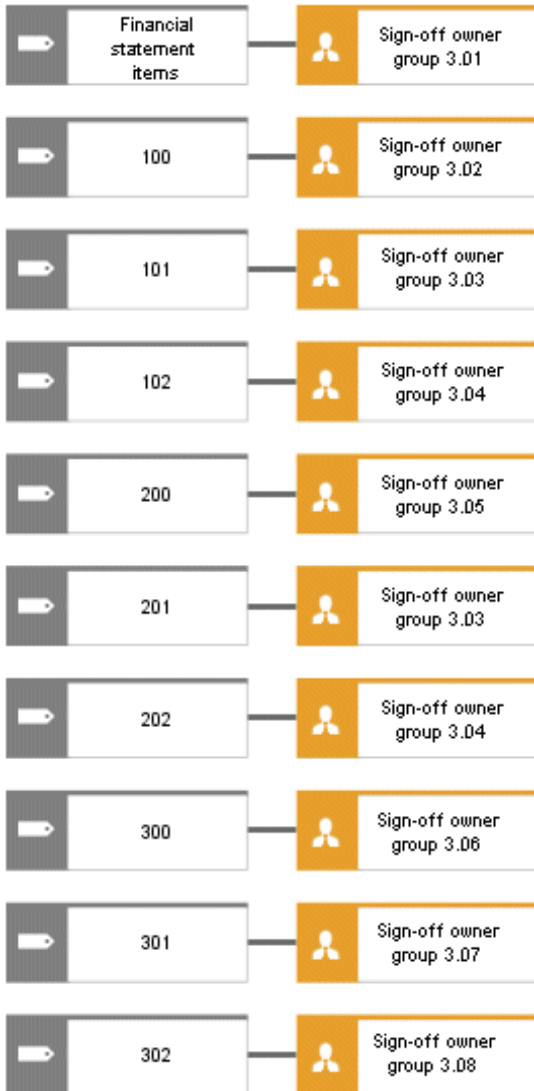 Financial
statement
items
Sign-off owner
group 3.01
100
Sign-off owner
group 3.02
101
Sign-off owner
group 3.03
102
Sign-off owner
group 3.04
200
Sign-off owner
group 3.05
201
Sign-off owner
group 3.03
202
Sign-off owner
group 3.04
300
Sign-off owner
group 3.06
301
Sign-off owner
group 3.07
302
Sign-off owner
group 3.08